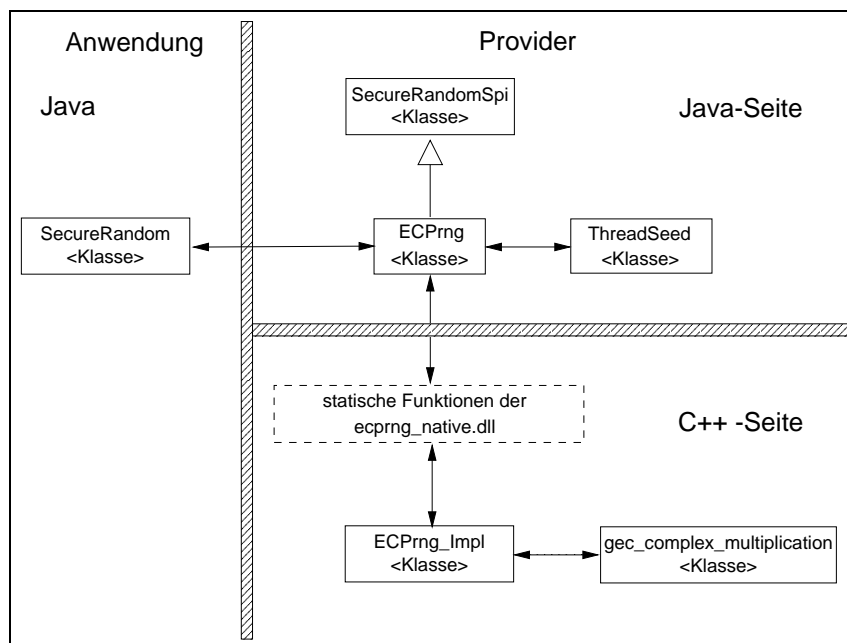 Anwendung
Provider
Java
SecureRandomSpi
<Klasse>
Java-Seite
SecureRandom
<Klasse>
ECPrng
<Klasse>
ThreadSeed
<Klasse>
statische Funktionen der
ecprng_native.dll
C++ -Seite
ECPrng_Impl
<Klasse>
gec_complex_multiplication
<Klasse>